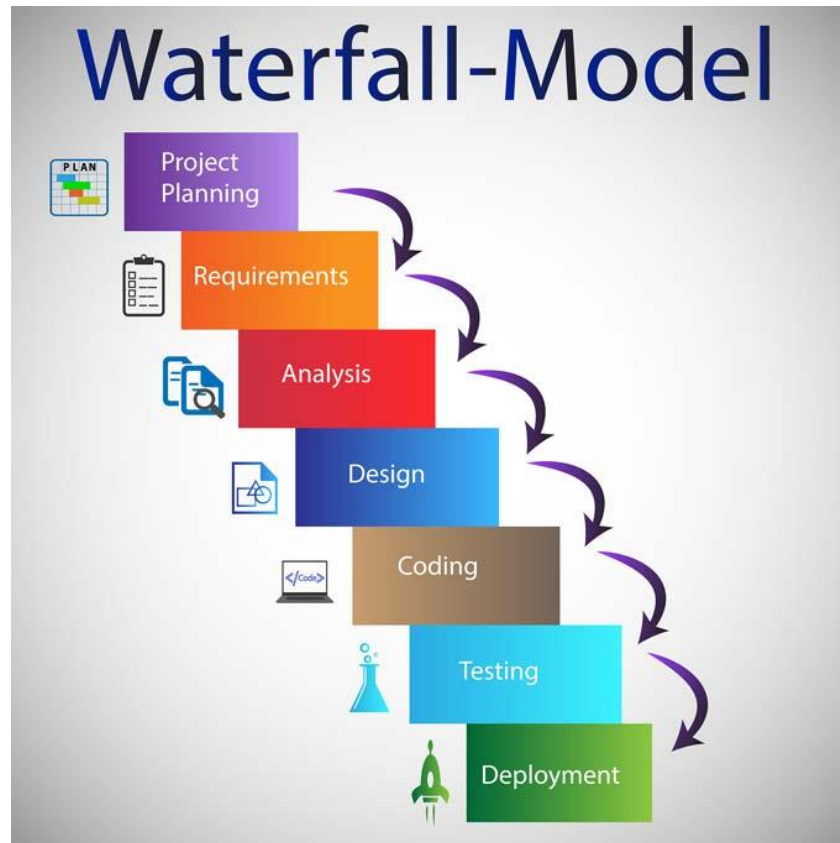 Waterfall-Model
PLAN
Project
Planning
Requirements
Analysis
Design
</Code>
Coding
Testing
Deployment